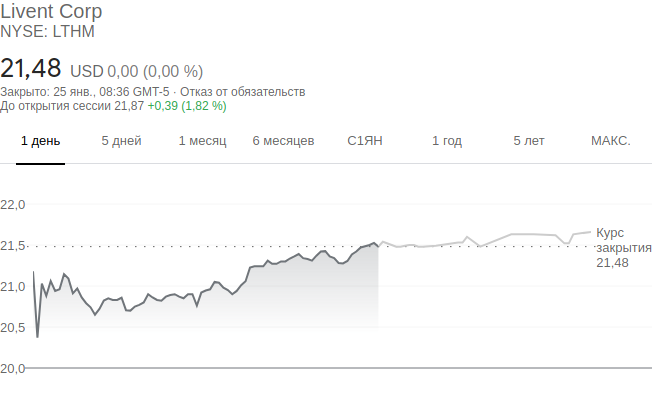 Livent Corp
NYSE: LTHM
21,48 USD 0,00 (0,00 %)
Закрыто: 25 янв., 08:36 GMT-5 · Отказ от обязательств
До открытия сессии 21,87 +0,39 (1,82 %)
1 день 5 дней 1 месяц 6 месяцев С1ЯН 1 год 5 лет МАКС.
22,0
21,5
21,0
20,5
20,0
Курс
закрытия
21,48